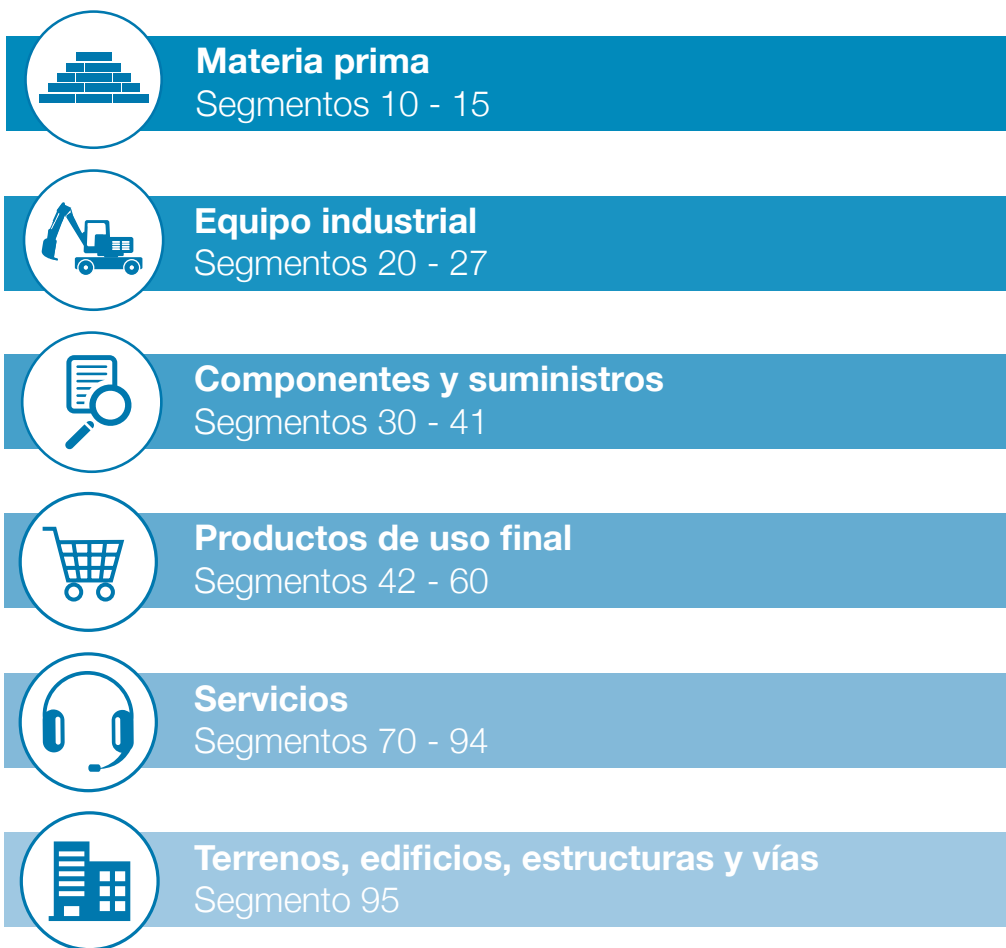 Materia prima
Segmentos 10 - 15
Equipo industrial
Segmentos 20 - 27
Componentes y suministros
Segmentos 30 - 41
Productos de uso final
Segmentos 42 - 60
Servicios
Segmentos 70 - 94
Terrenos, edificios, estructuras y vías
Segmento 95